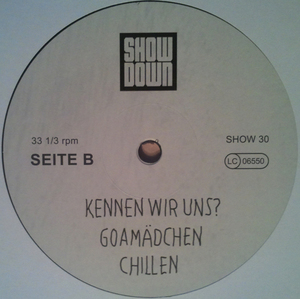 SHOW
DOWN
33 1/3 rpm
SHOW 30
SEITE B
LC 06550
KENNEN WIR UNS?
GOAMÄDCHEN
CHILLEN